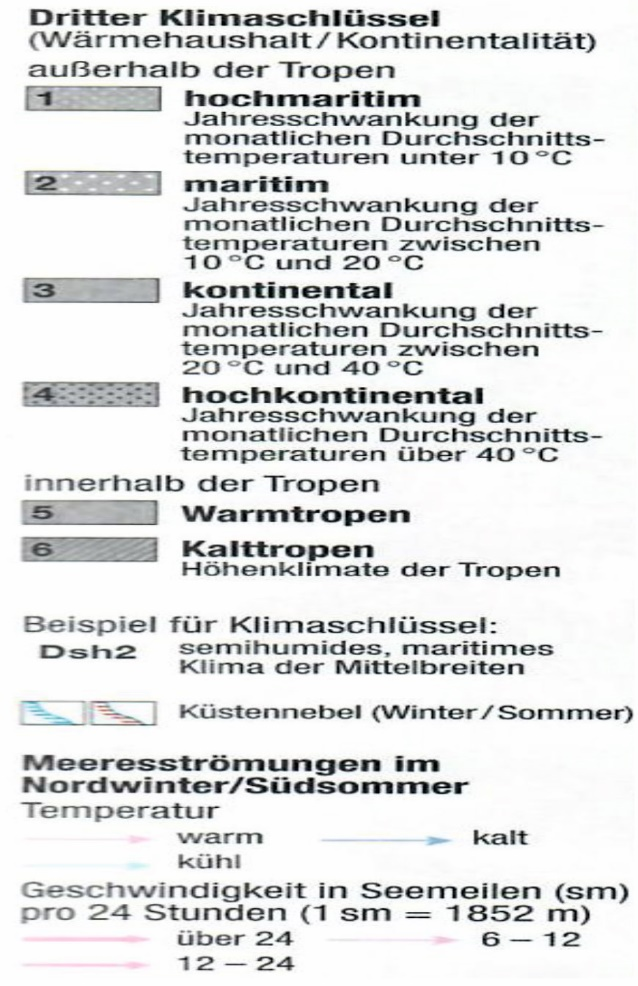 Dritter Klimaschlüssel
(Wärmehaushalt/Kontinentalität)
außerhalb der Tropen
1 hochmaritim
Jahresschwankung der
monatlichen Durchschnitts-
temperaturen unter 10 °C
2 maritim
Jahresschwankung der
monatlichen Durchschnitts-
temperaturen zwischen
10 °C und 20 °C
3 kontinental
Jahresschwankung der
monatlichen Durchschnitts-
temperaturen zwischen
20 °C und 40 °C
4 hochkontinental
Jahresschwankung der
monatlichen Durchschnitts-
temperaturen über 40 °C
innerhalb der Tropen
5 Warmtropen
6 Kalttropen
Höhenklimate der Tropen
Beispiel für Klimaschlüssel:
Dsh2 semihumides, maritimes
Klima der Mittelbreiten
Küstennebel (Winter/Sommer)
Meeresströmungen im
Nordwinter/Südsommer
Temperatur
warm kalt
kühl
Geschwindigkeit in Seemeilen (sm)
pro 24 Stunden (1 sm = 1852 m)
über 24 6 – 12
12 – 24